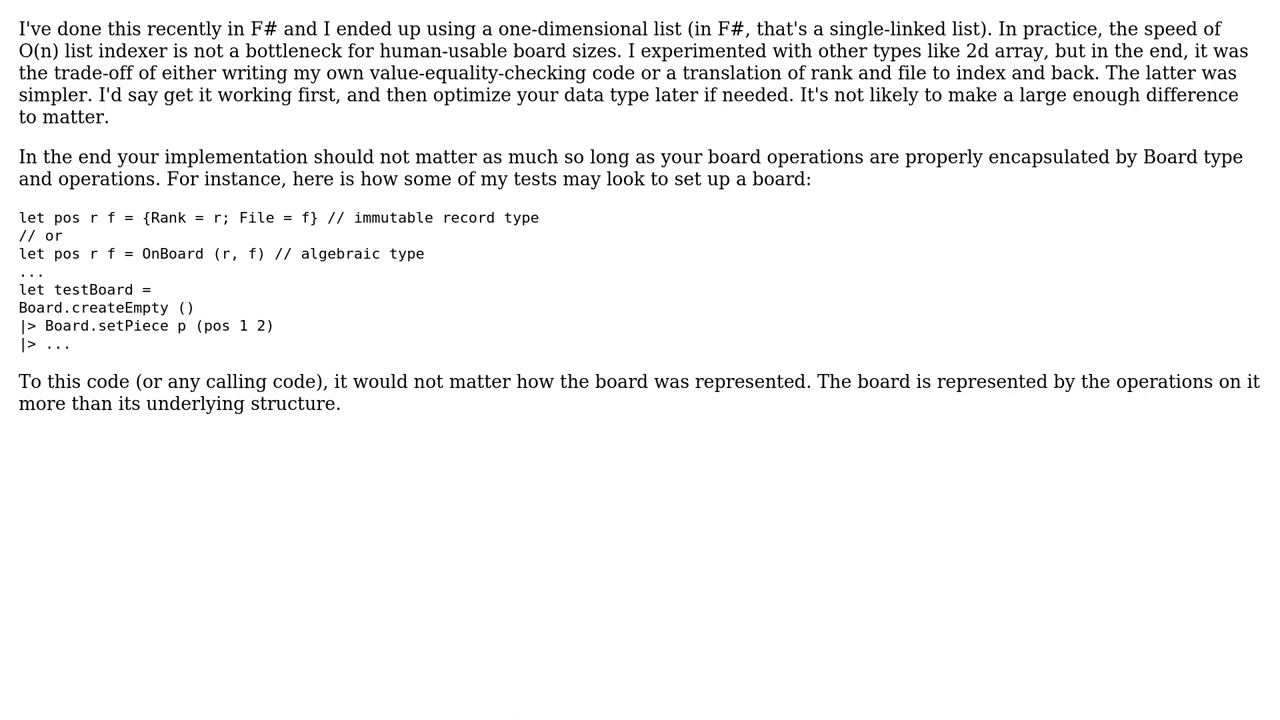 I've done this recently in F# and I ended up using a one-dimensional list (in F#, that's a single-linked list). In practice, the speed of
O(n) list indexer is not a bottleneck for human-usable board sizes. I experimented with other types like 2d array, but in the end, it was
the trade-off of either writing my own value-equality-checking code or a translation of rank and file to index and back. The latter was
simpler. I'd say get it working first, and then optimize your data type later if needed. It's not likely to make a large enough difference
to matter.
In the end your implementation should not matter as much so long as your board operations are properly encapsulated by Board type
and operations. For instance, here is how some of my tests may look to set up a board:
let pos r f = {Rank = r; File = f} // immutable record type
// or
let pos r f = OnBoard (r, f) // algebraic type
...
let testBoard =
Board.createEmpty ()
|> Board.setPiece p (pos 1 2)
|> ...
To this code (or any calling code), it would not matter how the board was represented. The board is represented by the operations on it
more than its underlying structure.